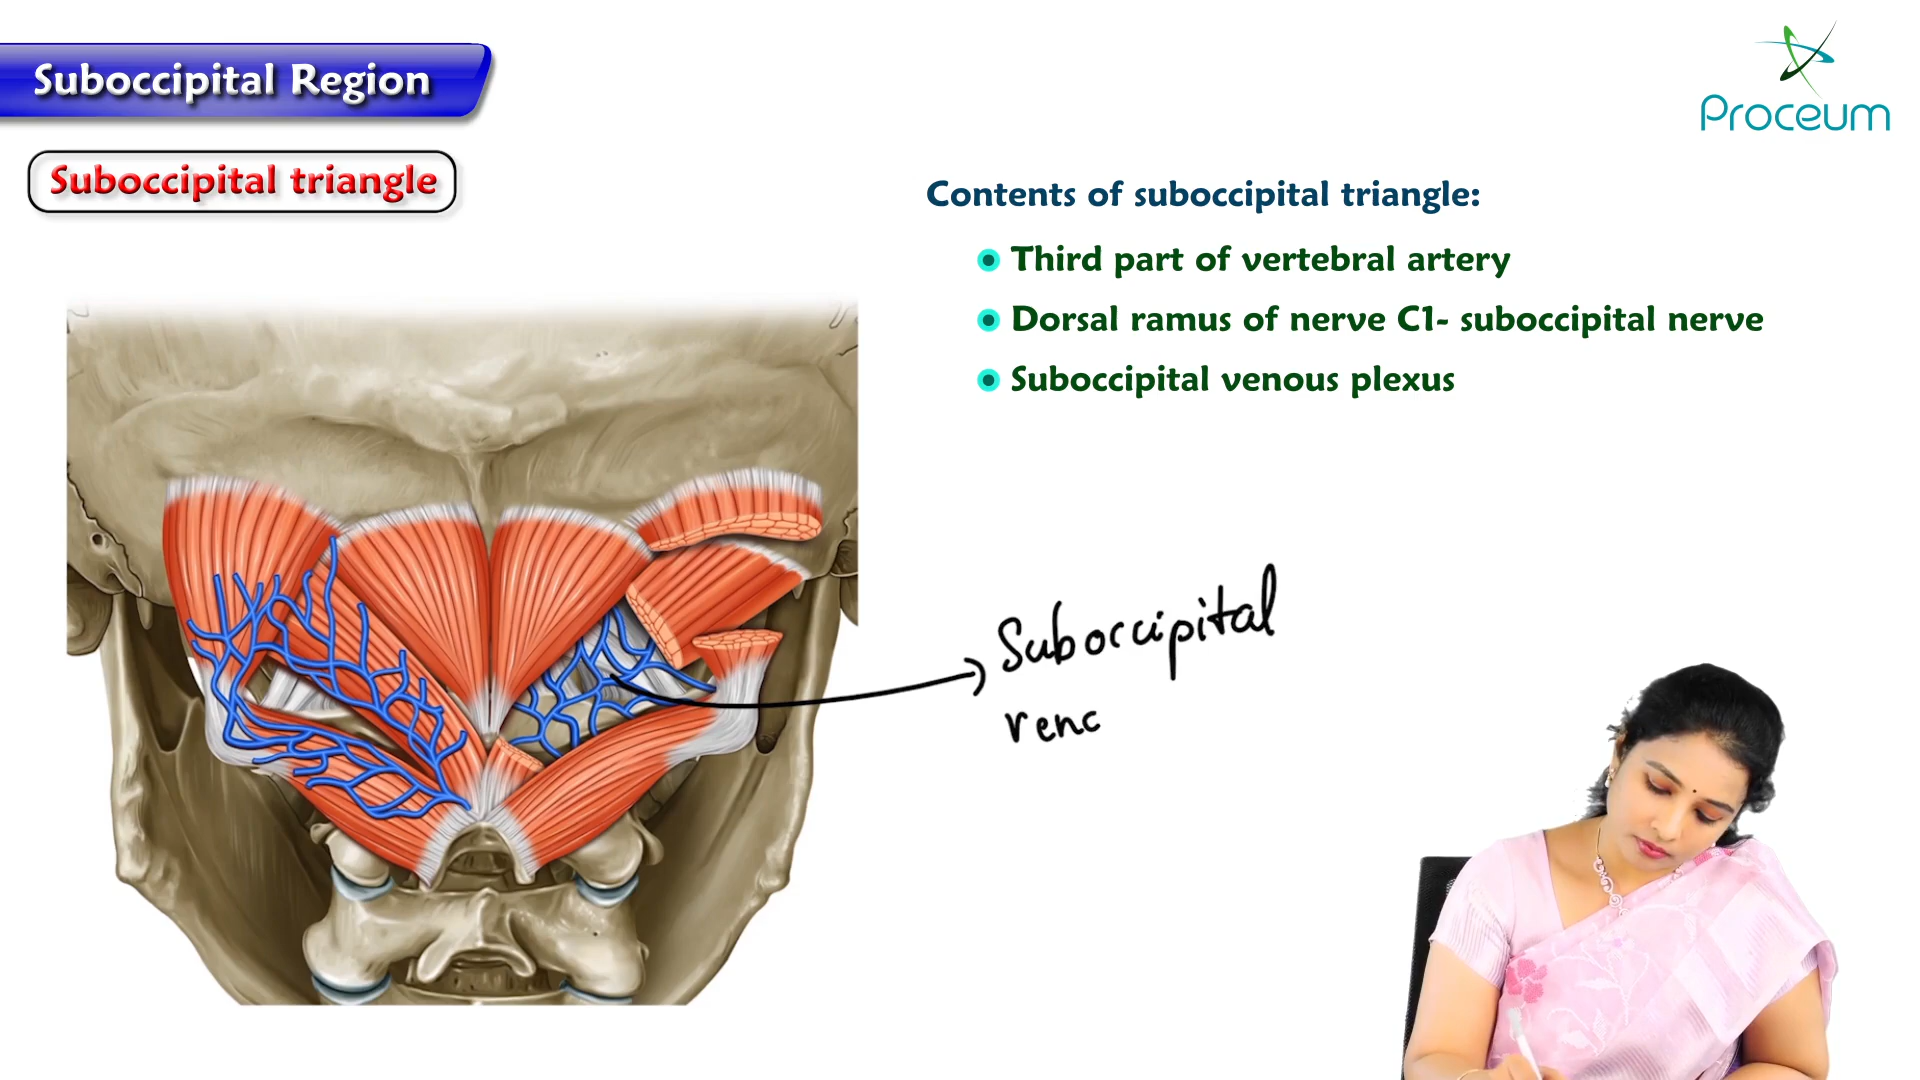 Suboccipital Region
Proceum
Suboccipital triangle
Contents of suboccipital triangle:
Third part of vertebral artery
Dorsal ramus of nerve C1- suboccipital nerve
Suboccipital venous plexus
Suboccipital
venc